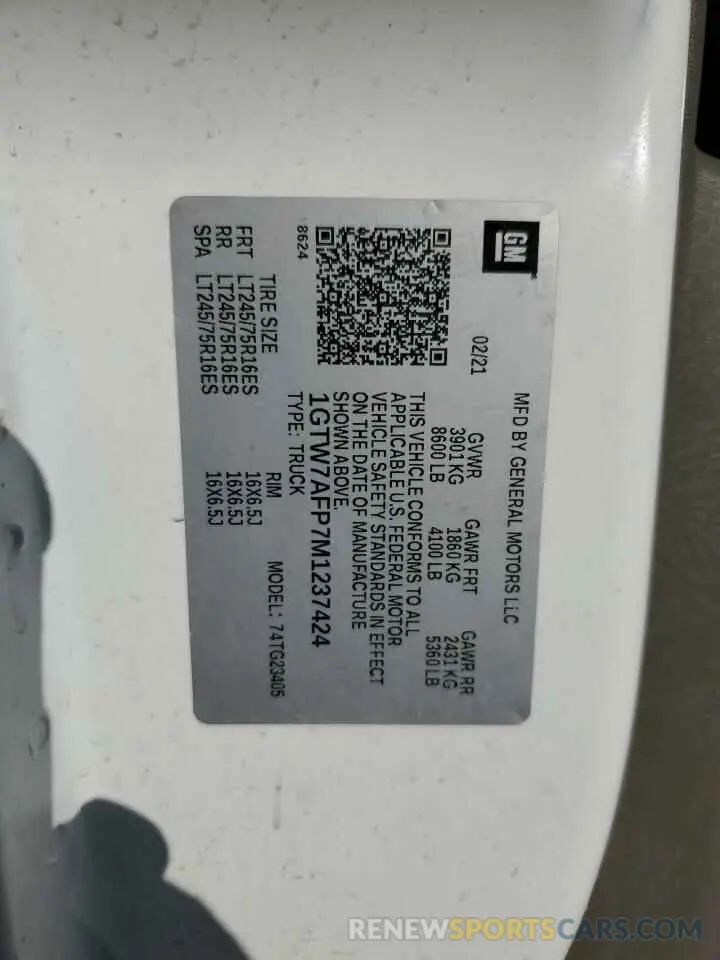 GM
MFD BY GENERAL MOTORS LLC
02/21
GVWR
GAWR FRT
GAWR RR
3901 KG
1860 KG
2431 KG
8600 LB
4100 LB
5360 LB
THIS VEHICLE CONFORMS TO ALL
APPLICABLE U.S. FEDERAL MOTOR
VEHICLE SAFETY STANDARDS IN EFFECT
ON THE DATE OF MANUFACTURE
SHOWN ABOVE.
1GTW7AFP7M1237424
TYPE: TRUCK
8624
MODEL: 74TG23405
TIRE SIZE
RIM
FRT LT245/75R16ES 16X6.5J
RR LT245/75R16ES 16X6.5J
SPA LT245/75R16ES 16X6.5J
RENEWSPORTSCARS.COM